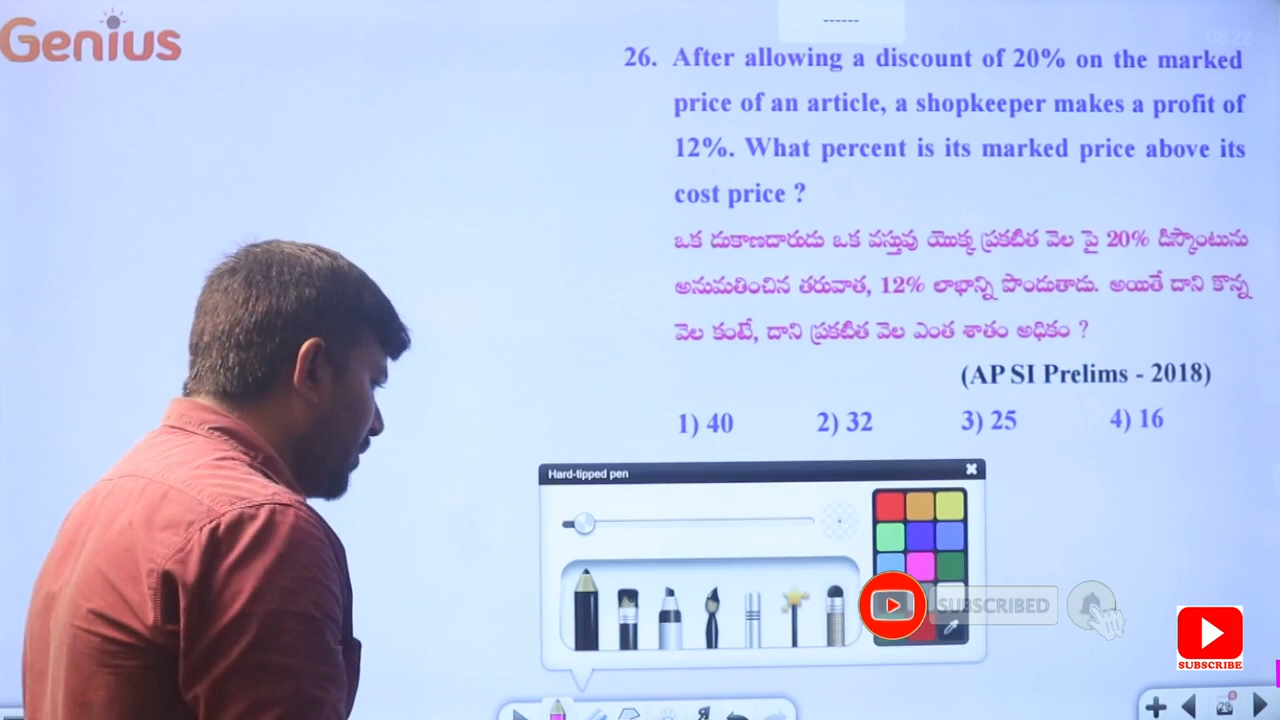 Genius
------
08:22
26. After allowing a discount of 20% on the marked
price of an article, a shopkeeper makes a profit of
12%. What percent is its marked price above its
cost price ?
ఒక దుకాణదారుడు ఒక వస్తువు యొక్క ప్రకటిత వెల పై 20% డిస్కౌంటును
అనుమతించిన తరువాత, 12% లాభాన్ని పొందుతాడు. అయితే దాని కొన్న
వెల కంటే, దాని ప్రకటిత వెల ఎంత శాతం అధికం ?
(AP SI Prelims - 2018)
1) 40 2) 32 3) 25 4) 16
Hard-tipped pen
SUBSCRIBED
SUBSCRIBE